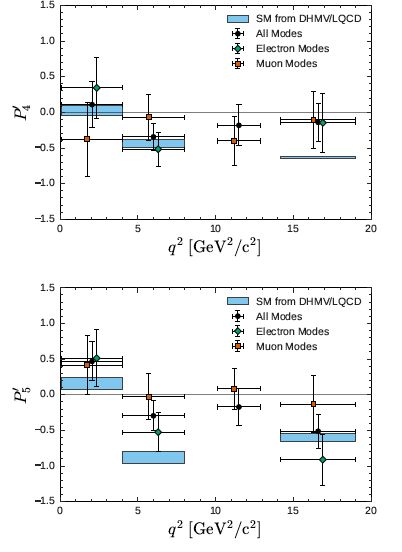 1.5
1.0
0.5
0.0
−0.5
−1.0
−1.5
P′4
SM from DHMV/LQCD
All Modes
Electron Modes
Muon Modes
0 5 10 15 20
q² [GeV²/c²]
1.5
1.0
0.5
0.0
−0.5
−1.0
−1.5
P′5
SM from DHMV/LQCD
All Modes
Electron Modes
Muon Modes
0 5 10 15 20
q² [GeV²/c²]